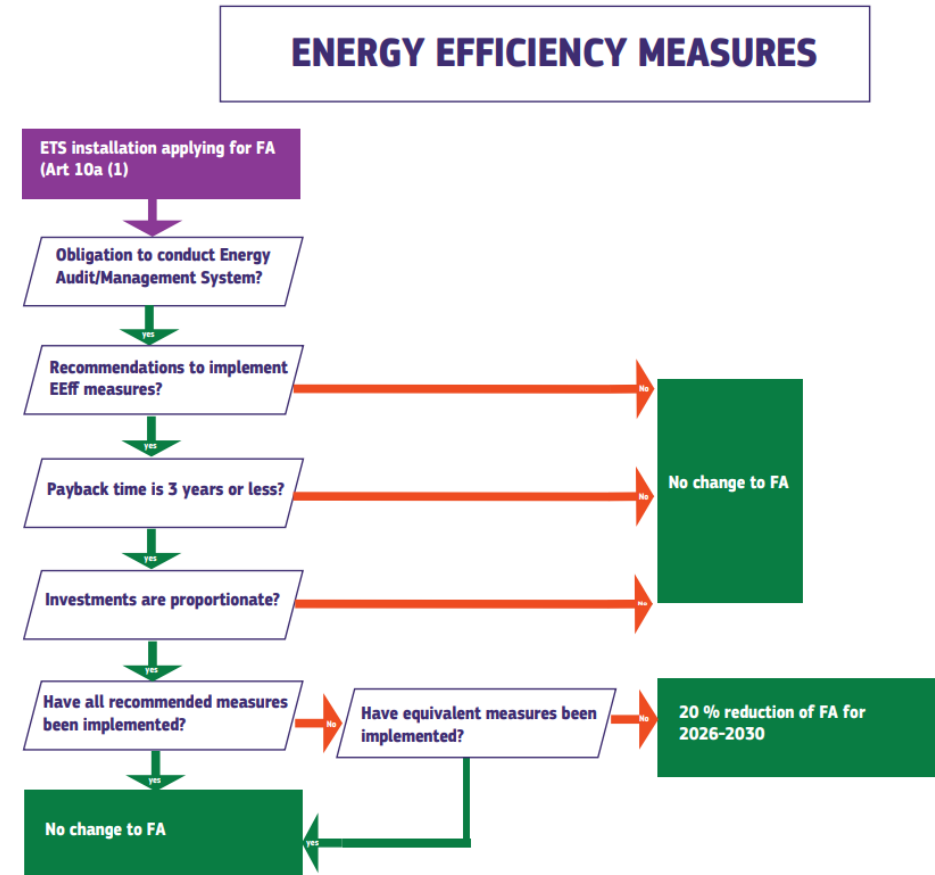 ENERGY EFFICIENCY MEASURES
ETS installation applying for FA
(Art 10a (1)
Obligation to conduct Energy
Audit/Management System?
yes
Recommendations to implement
EEff measures?
No
yes
Payback time is 3 years or less?
No
No change to FA
yes
Investments are proportionate?
No
yes
Have all recommended measures
been implemented?
No
Have equivalent measures been
implemented?
No
20 % reduction of FA for
2026-2030
yes
No change to FA
yes